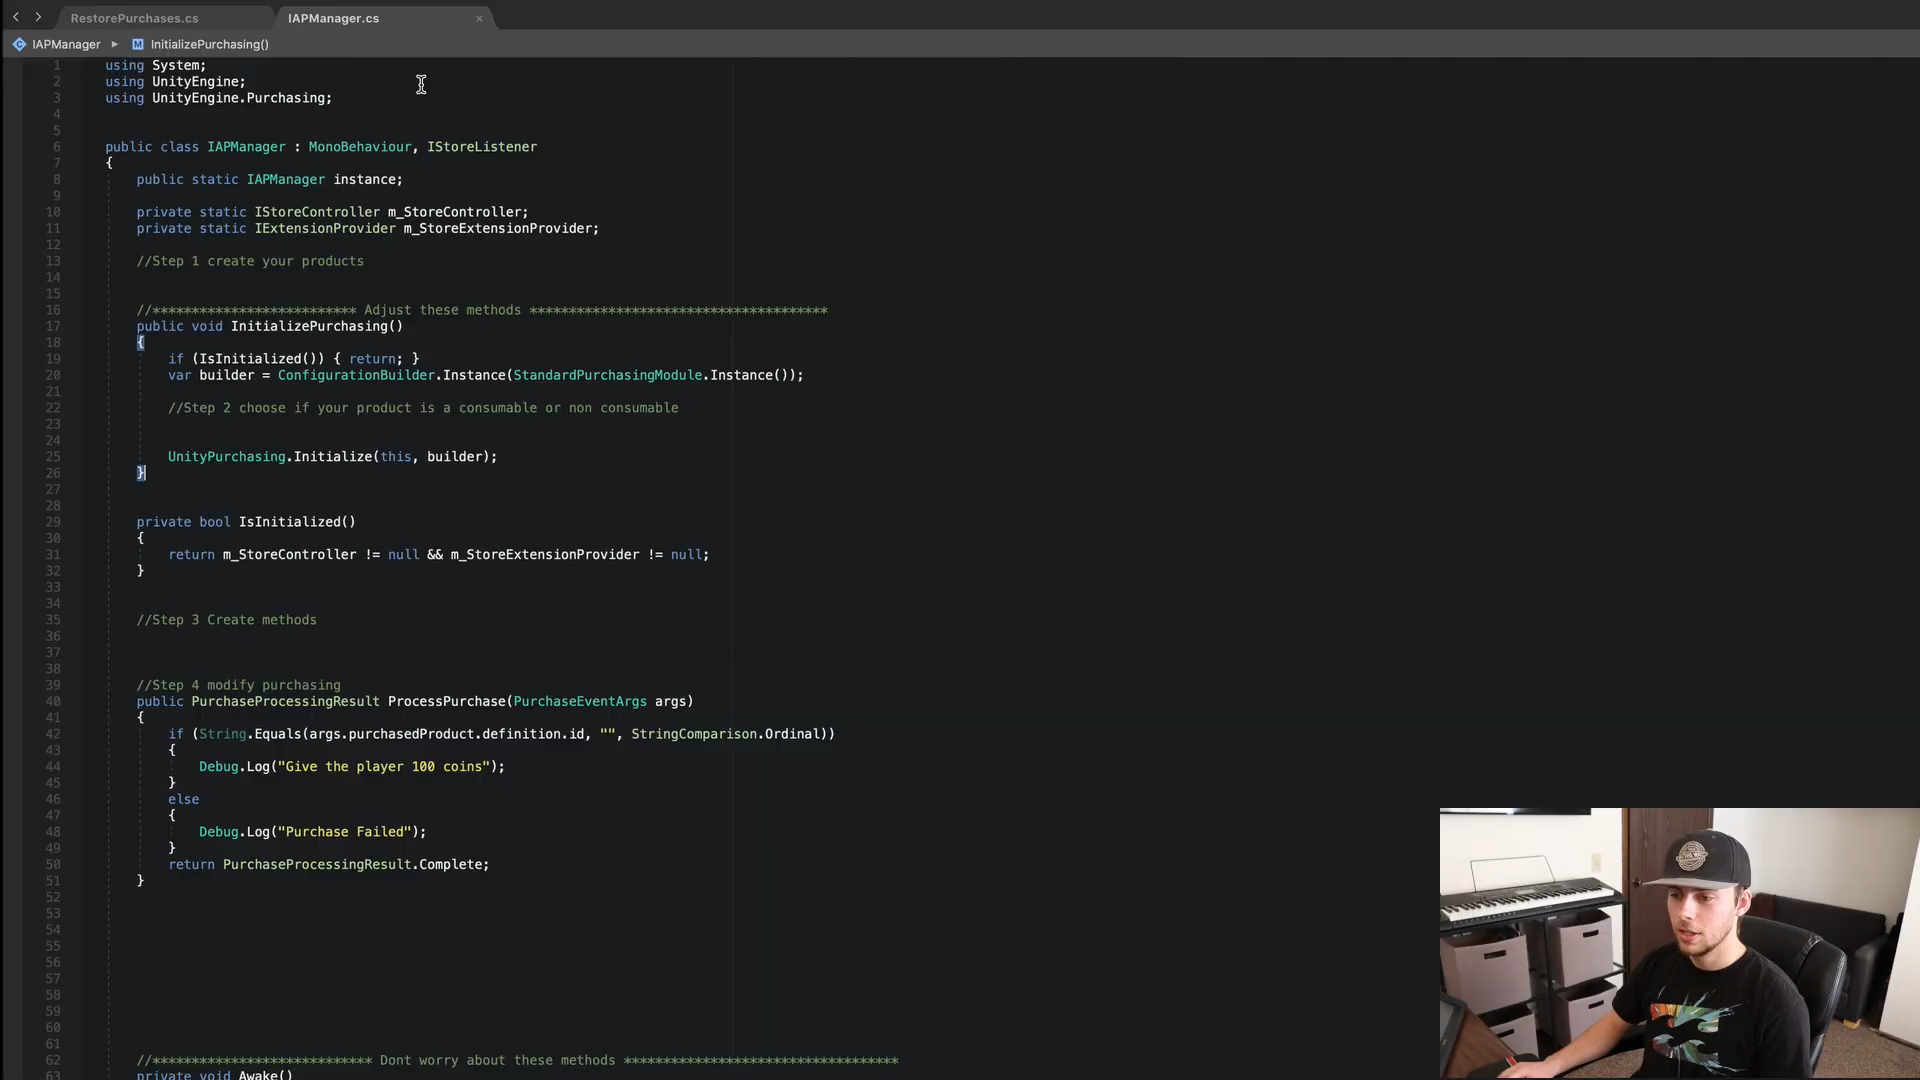 RestorePurchases.cs
IAPManager.cs
×
IAPManager ▸ M InitializePurchasing()
1 using System;
2 using UnityEngine;
3 using UnityEngine.Purchasing;
4
5
6 public class IAPManager : MonoBehaviour, IStoreListener
7 {
8 public static IAPManager instance;
9
10 private static IStoreController m_StoreController;
11 private static IExtensionProvider m_StoreExtensionProvider;
12
13 //Step 1 create your products
14
15
16 //************************** Adjust these methods **************************************
17 public void InitializePurchasing()
18 {
19 if (IsInitialized()) { return; }
20 var builder = ConfigurationBuilder.Instance(StandardPurchasingModule.Instance());
21
22 //Step 2 choose if your product is a consumable or non consumable
23
24
25 UnityPurchasing.Initialize(this, builder);
26 }
27
28
29 private bool IsInitialized()
30 {
31 return m_StoreController != null && m_StoreExtensionProvider != null;
32 }
33
34
35 //Step 3 Create methods
36
37
38
39 //Step 4 modify purchasing
40 public PurchaseProcessingResult ProcessPurchase(PurchaseEventArgs args)
41 {
42 if (String.Equals(args.purchasedProduct.definition.id, "", StringComparison.Ordinal))
43 {
44 Debug.Log("Give the player 100 coins");
45 }
46 else
47 {
48 Debug.Log("Purchase Failed");
49 }
50 return PurchaseProcessingResult.Complete;
51 }
52
53
54
55
56
57
58
59
60
61
62 //**************************** Dont worry about these methods ***********************************
63 private void Awake()